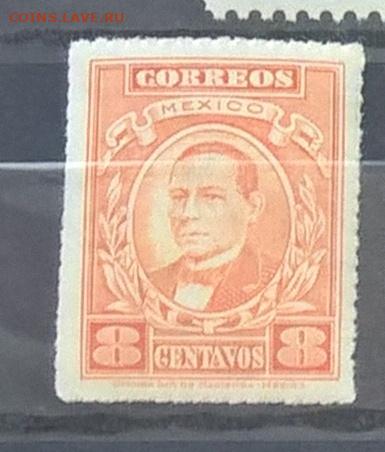 COINS.LAVE.RU
CORREOS
MEXICO
8 CENTAVOS 8